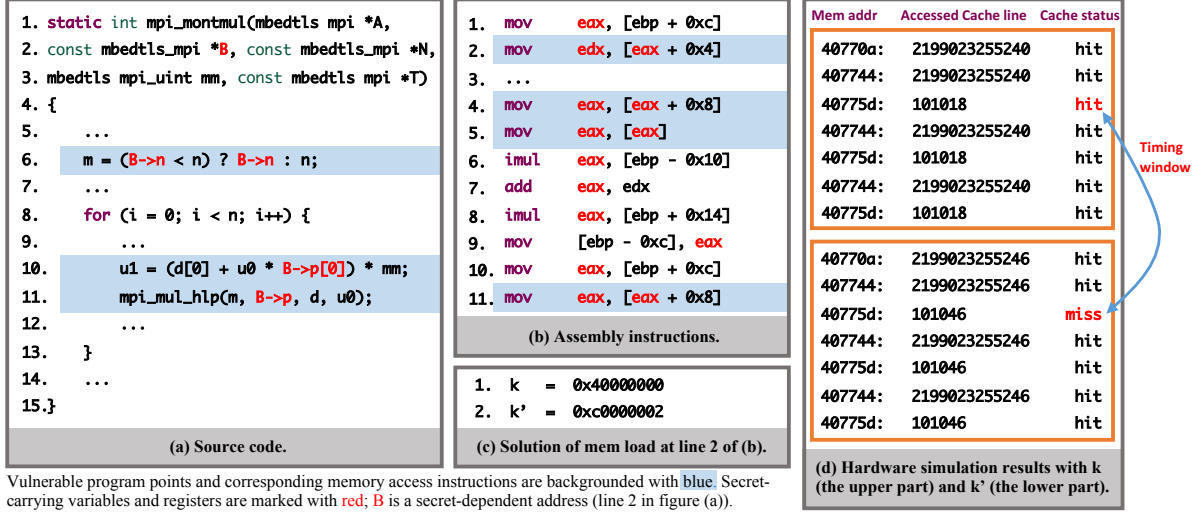 1. static int mpi_montmul(mbedtls mpi *A,
2. const mbedtls_mpi *B, const mbedtls_mpi *N,
3. mbedtls mpi_uint mm, const mbedtls mpi *T)
4. {
5. ...
6. m = (B->n < n) ? B->n : n;
7. ...
8. for (i = 0; i < n; i++) {
9. ...
10. u1 = (d[0] + u0 * B->p[0]) * mm;
11. mpi_mul_hlp(m, B->p, d, u0);
12. ...
13. }
14. ...
15.}
(a) Source code.
1. mov eax, [ebp + 0xc]
2. mov edx, [eax + 0x4]
3. ...
4. mov eax, [eax + 0x8]
5. mov eax, [eax]
6. imul eax, [ebp - 0x10]
7. add eax, edx
8. imul eax, [ebp + 0x14]
9. mov [ebp - 0xc], eax
10. mov eax, [ebp + 0xc]
11. mov eax, [eax + 0x8]
(b) Assembly instructions.
1. k = 0x40000000
2. k’ = 0xc0000002
(c) Solution of mem load at line 2 of (b).
Mem addr Accessed Cache line Cache status
40770a: 2199023255240 hit
407744: 2199023255240 hit
40775d: 101018 hit
407744: 2199023255240 hit
40775d: 101018 hit
407744: 2199023255240 hit
40775d: 101018 hit
Timing
window
40770a: 2199023255246 hit
407744: 2199023255246 hit
40775d: 101046 miss
407744: 2199023255246 hit
40775d: 101046 hit
407744: 2199023255246 hit
40775d: 101046 hit
(d) Hardware simulation results with k
(the upper part) and k’ (the lower part).
Vulnerable program points and corresponding memory access instructions are backgrounded with blue. Secret-
carrying variables and registers are marked with red; B is a secret-dependent address (line 2 in figure (a)).